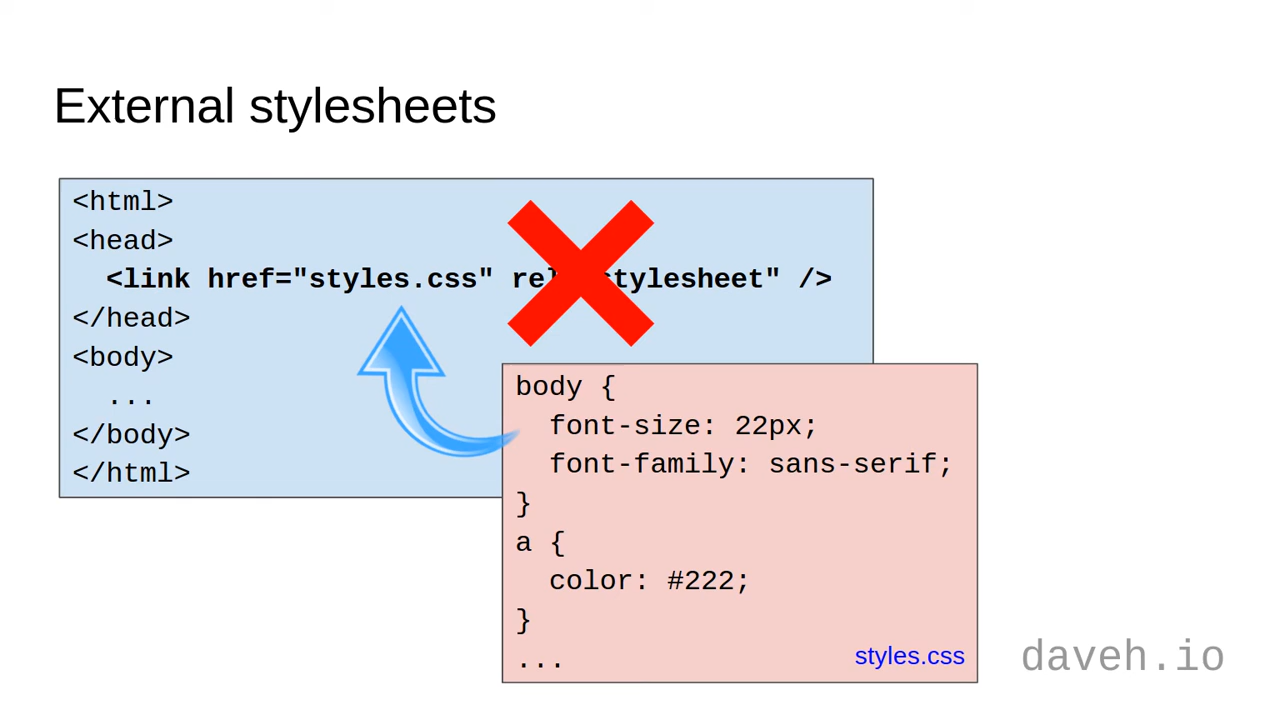 External stylesheets
<html>
<head>
  <link href="styles.css" rel stylesheet" />
</head>
<body>
  ...
</body>
</html>
body {
  font-size: 22px;
  font-family: sans-serif;
}
a {
  color: #222;
}
...
styles.css
daveh.io